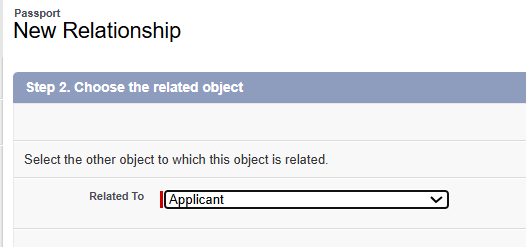 Passport
New Relationship
Step 2. Choose the related object
Select the other object to which this object is related.
Related To
Applicant